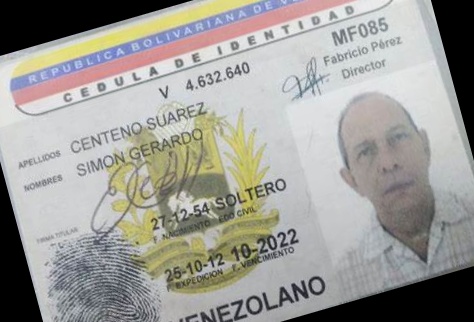 REPUBLICA BOLIVARIANA DE
CEDULA DE IDENTIDAD
V 4.632.640
MF085
Fabricio Pérez
Director
APELLIDOS CENTENO SUAREZ
NOMBRES SIMON GERARDO
FIRMA TITULAR
27-12-54 SOLTERO
F. NACIMIENTO EDO CIVIL
25-10-12 10-2022
F. EXPEDICION F. VENCIMIENTO
VENEZOLANO